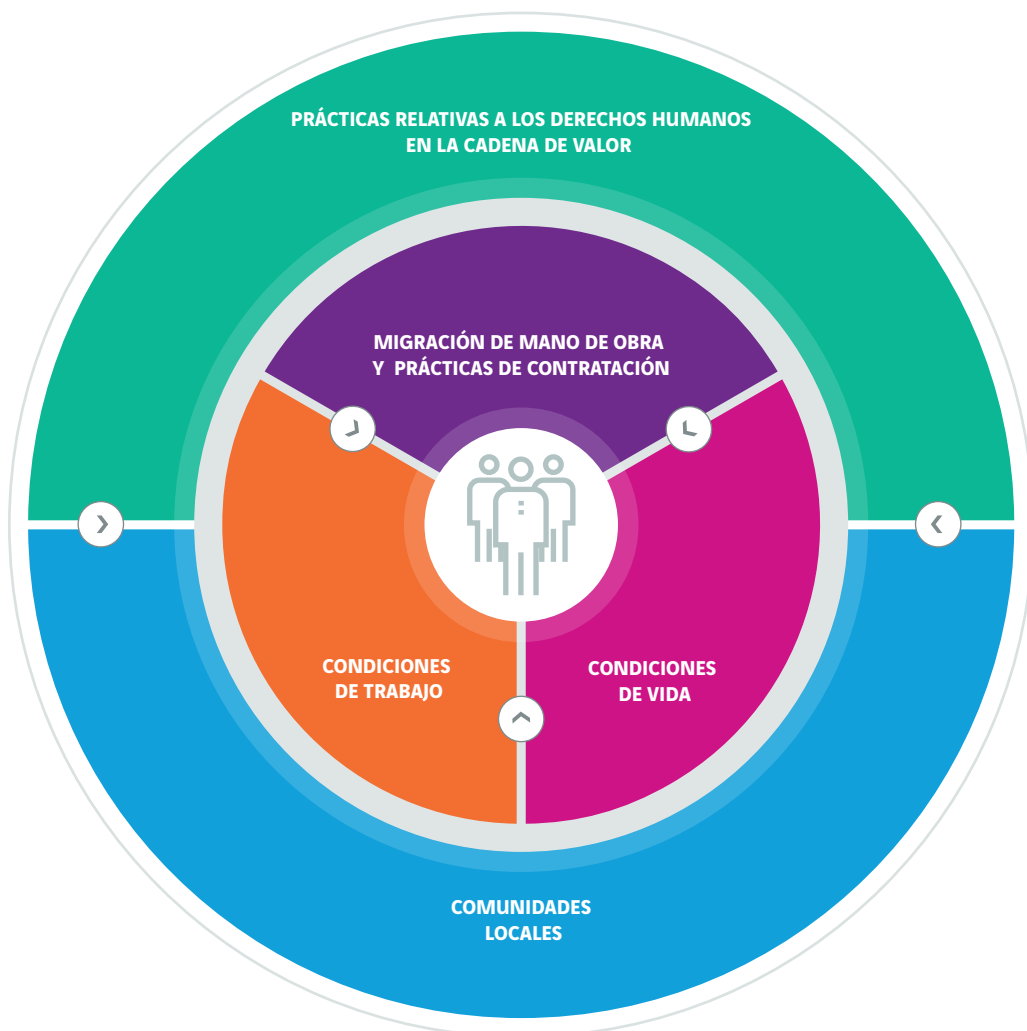 PRÁCTICAS RELATIVAS A LOS DERECHOS HUMANOS
EN LA CADENA DE VALOR
MIGRACIÓN DE MANO DE OBRA
Y PRÁCTICAS DE CONTRATACIÓN
CONDICIONES
DE TRABAJO
CONDICIONES
DE VIDA
COMUNIDADES
LOCALES